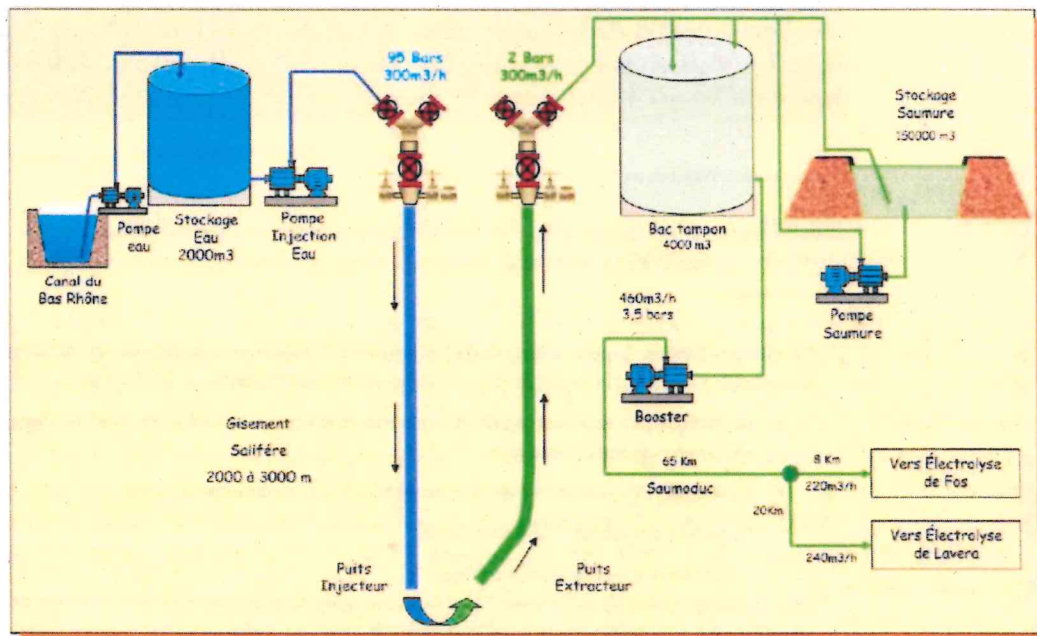 95 Bars
300m3/h
2 Bars
300m3/h
Stockage
Saumure
150000 m3
Pompe
eau
Stockage
Eau
2000m3
Pompe
Injection
Eau
Canal du
Bas Rhône
Bac tampon
4000 m3
Pompe
Saumure
460m3/h
3,5 bars
Booster
Gisement
Salifére
2000 à 3000 m
65 Km
Saumoduc
8 Km
220m3/h
Vers Électrolyse
de Fos
20Km
240m3/h
Vers Électrolyse
de Lavera
Puits
Injecteur
Puits
Extracteur